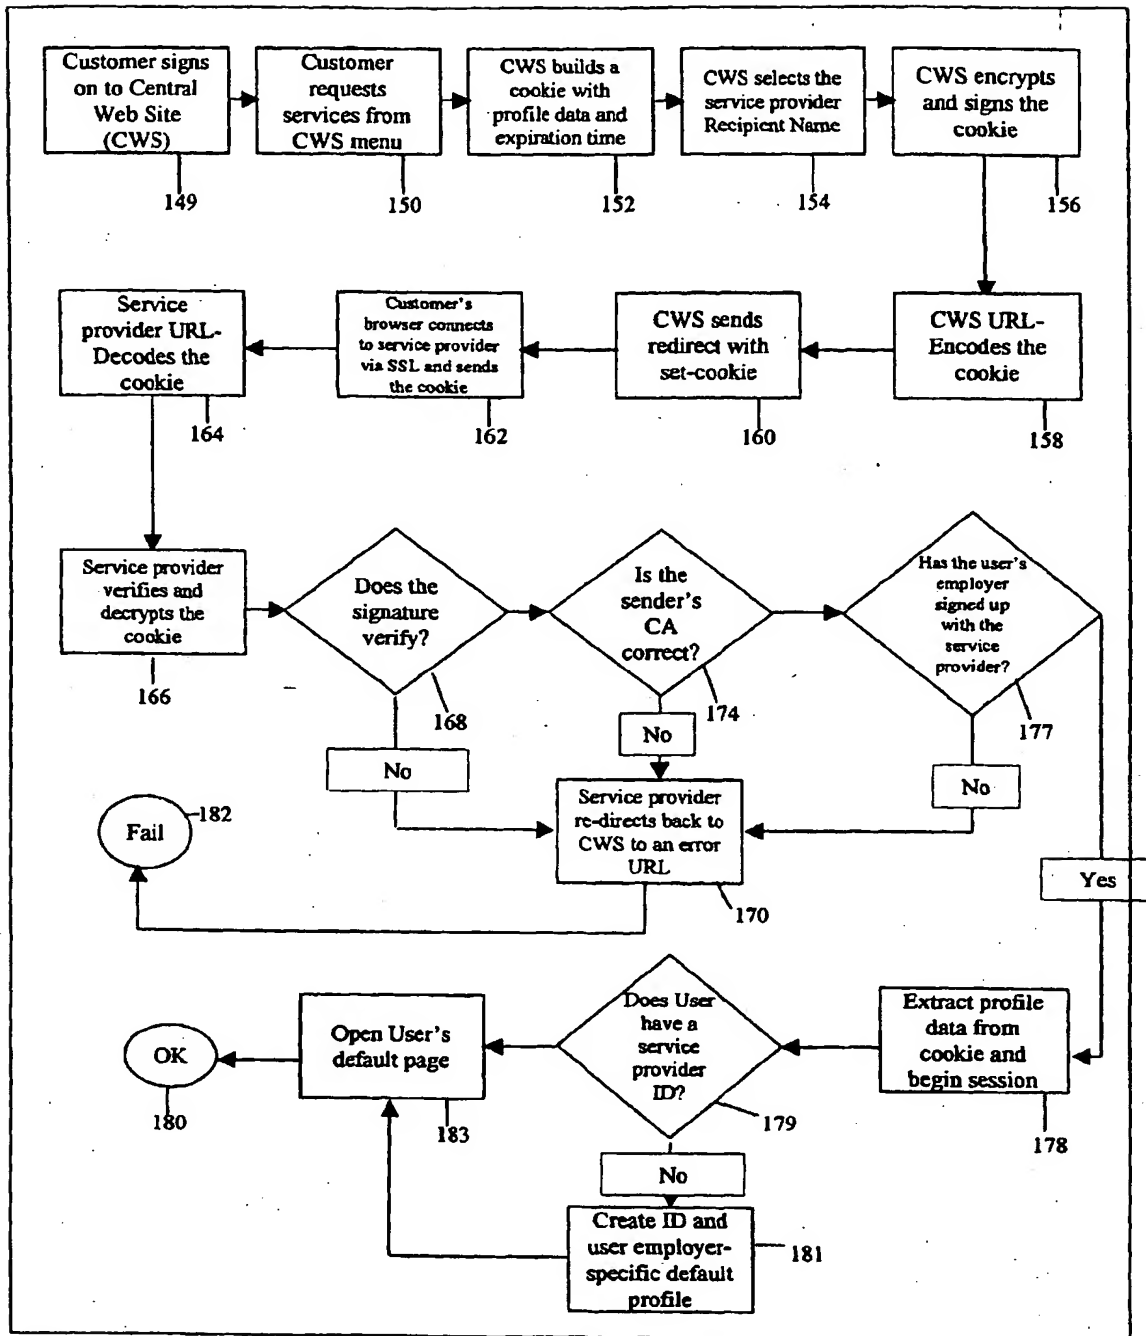 Customer signs
on to Central
Web Site
(CWS)
149
Customer
requests
services from
CWS menu
150
CWS builds a
cookie with
profile data and
expiration time
152
CWS selects the
service provider
Recipient Name
154
CWS encrypts
and signs the
cookie
156
Service
provider URL-
Decodes the
cookie
164
Customer's
browser connects
to service provider
via SSL and sends
the cookie
162
CWS sends
redirect with
set-cookie
160
CWS URL-
Encodes the
cookie
158
Service provider
verifies and
decrypts the
cookie
166
Does the
signature
verify?
168
Is the
sender's
CA
correct?
174
Has the user's
employer
signed up
with the
service
provider?
177
No
No
No
Fail
182
Service provider
re-directs back to
CWS to an error
URL
170
Yes
OK
180
Open User's
default page
183
Does User
have a
service
provider
ID?
179
Extract profile
data from
cookie and
begin session
178
No
Create ID and
user employer-
specific default
profile
181